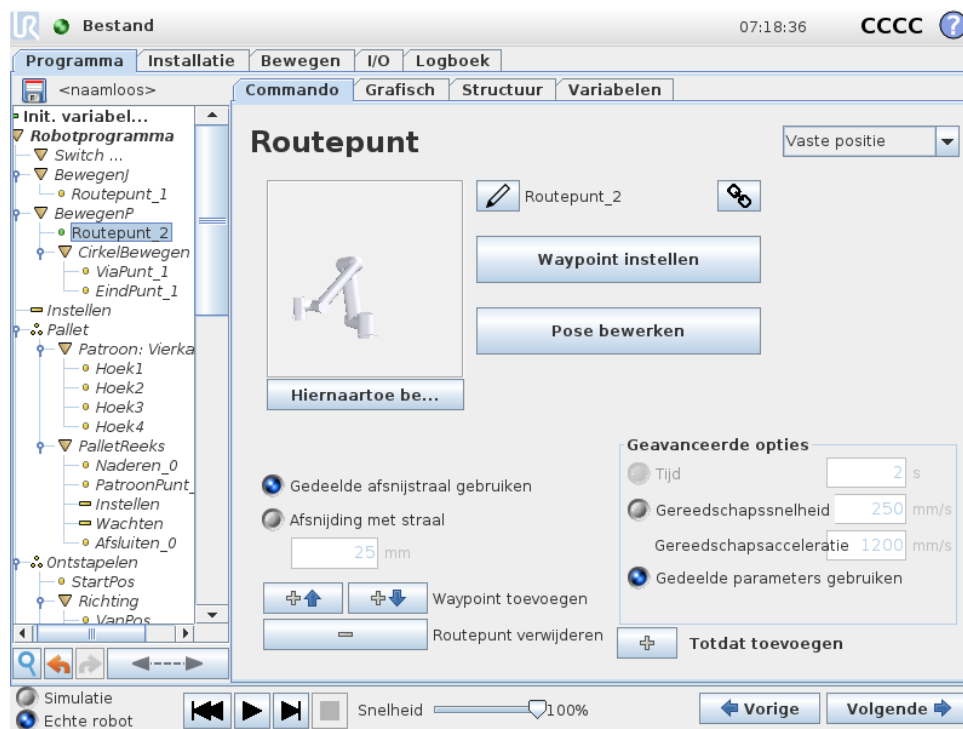 UR Bestand 07:18:36 CCCC ?
Programma Installatie Bewegen I/O Logboek
<naamloos>
Commando Grafisch Structuur Variabelen
Init. variabel...
Robotprogramma
Switch ...
BewegenJ
Routepunt_1
BewegenP
Routepunt_2
CirkelBewegen
ViaPunt_1
EindPunt_1
Instellen
Pallet
Patroon: Vierka
Hoek1
Hoek2
Hoek3
Hoek4
PalletReeks
Naderen_0
PatroonPunt_
Instellen
Wachten
Afsluiten_0
Ontstapelen
StartPos
Richting
VanPos
Routepunt
Vaste positie
Routepunt_2
Waypoint instellen
Pose bewerken
Hiernaartoe be...
Gedeelde afsnijstraal gebruiken
Afsnijding met straal
25 mm
Waypoint toevoegen
Routepunt verwijderen
Geavanceerde opties
Tijd 2 s
Gereedschapssnelheid 250 mm/s
Gereedschapsacceleratie 1200 mm/s
Gedeelde parameters gebruiken
Totdat toevoegen
Simulatie
Echte robot
Snelheid 100%
Vorige Volgende